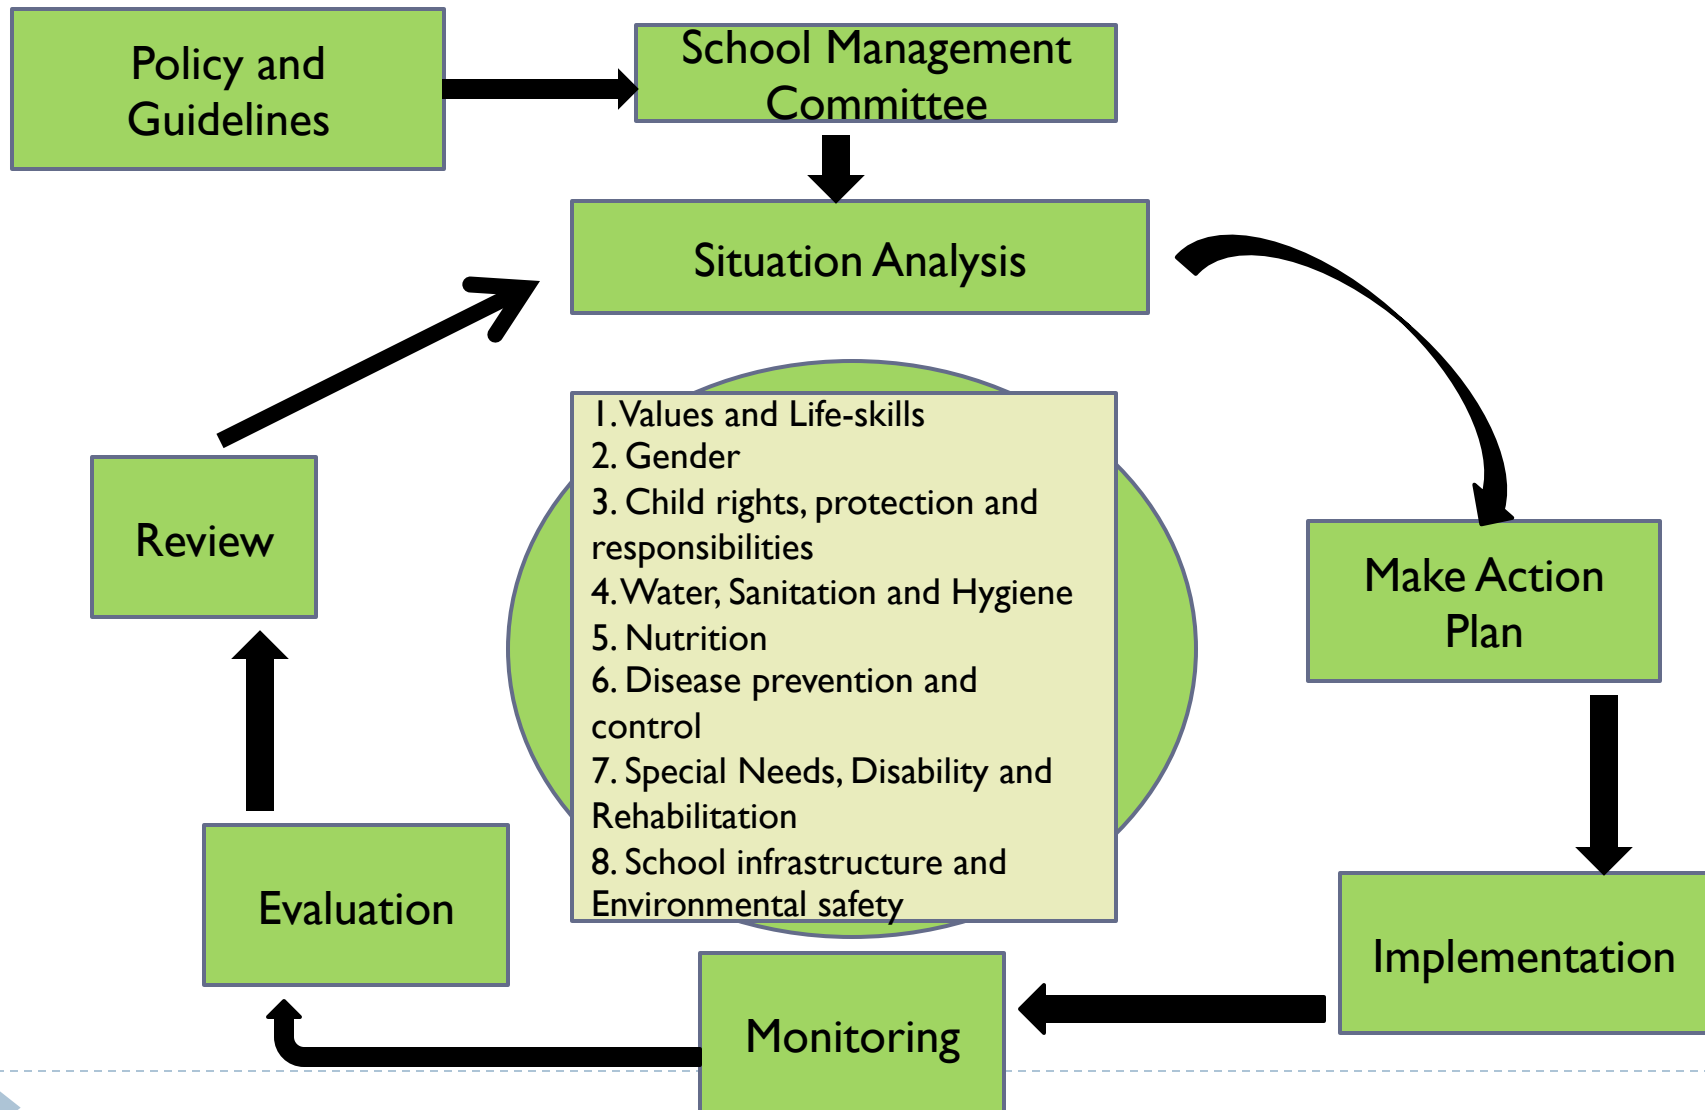 Policy and
Guidelines
School Management
Committee
Situation Analysis
1. Values and Life-skills
2. Gender
3. Child rights, protection and
responsibilities
4. Water, Sanitation and Hygiene
5. Nutrition
6. Disease prevention and
control
7. Special Needs, Disability and
Rehabilitation
8. School infrastructure and
Environmental safety
Review
Make Action
Plan
Evaluation
Implementation
Monitoring